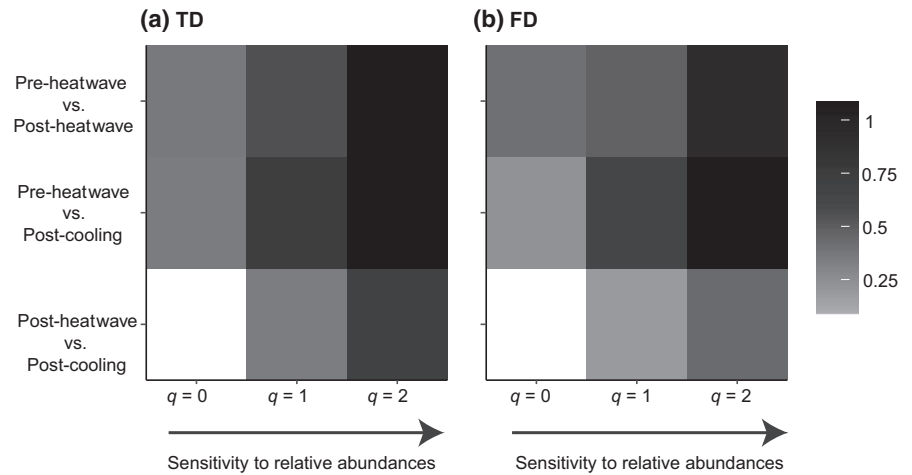 (a) TD
(b) FD
Pre-heatwave
vs.
Post-heatwave
Pre-heatwave
vs.
Post-cooling
Post-heatwave
vs.
Post-cooling
1
0.75
0.5
0.25
q = 0
q = 1
q = 2
q = 0
q = 1
q = 2
Sensitivity to relative abundances
Sensitivity to relative abundances